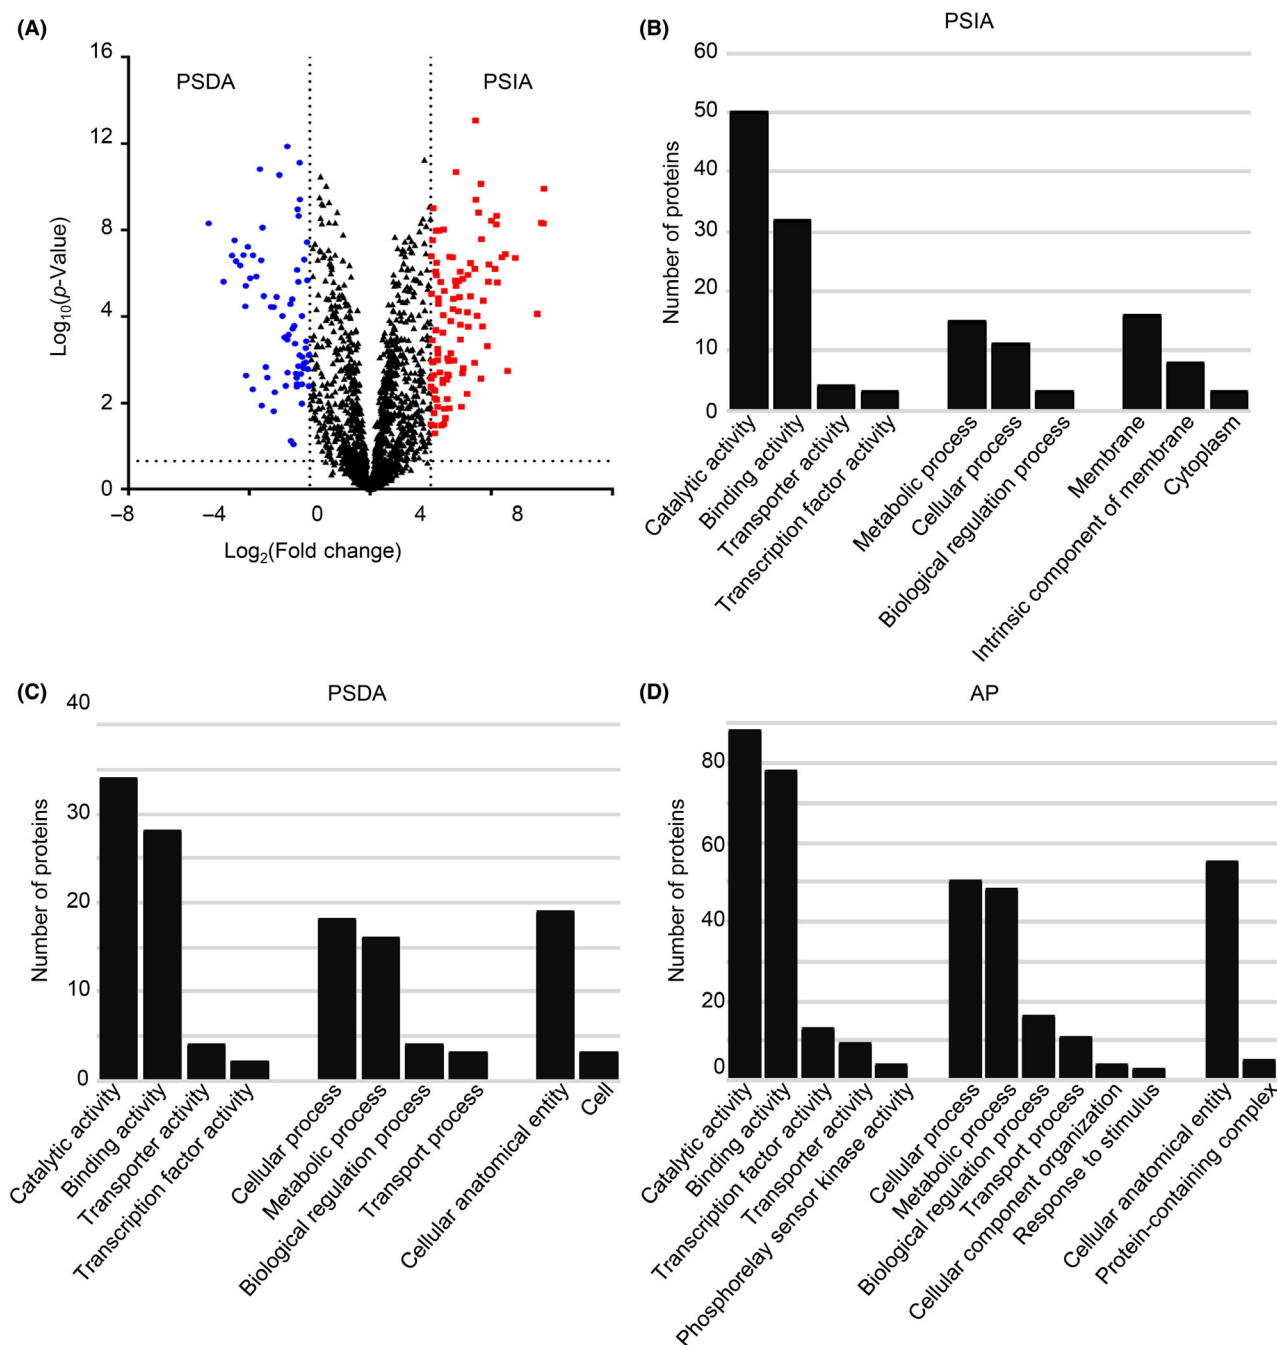 (A)
PSDA
PSIA
16
12
8
4
2
0
Log10(p-Value)
–8
–4
0
4
8
Log2(Fold change)
(B)
PSIA
60
50
40
30
20
10
0
Number of proteins
Catalytic activity
Binding activity
Transporter activity
Transcription factor activity
Metabolic process
Cellular process
Biological regulation process
Membrane
Intrinsic component of membrane
Cytoplasm
(C)
PSDA
40
30
20
10
0
Number of proteins
Catalytic activity
Binding activity
Transporter activity
Transcription factor activity
Cellular process
Metabolic process
Biological regulation process
Transport process
Cellular anatomical entity
Cell
(D)
AP
80
60
40
20
0
Number of proteins
Catalytic activity
Binding activity
Transcription factor activity
Transporter activity
Phosphorelay sensor kinase activity
Cellular process
Metabolic process
Biological regulation process
Transport process
Cellular component organization
Response to stimulus
Cellular anatomical entity
Protein-containing complex